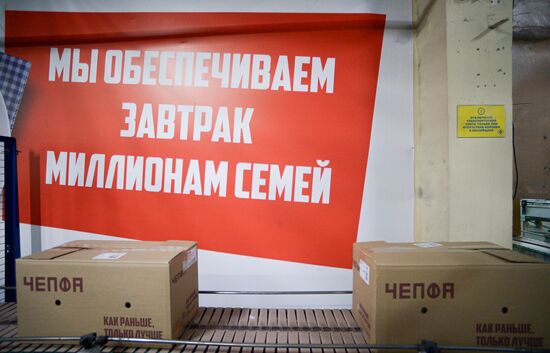 МЫ ОБЕСПЕЧИВАЕМ
ЗАВТРАК
МИЛЛИОНАМ СЕМЕЙ
ЧЕПФА
КАК РАНЬШЕ,
ТОЛЬКО ЛУЧШЕ
ЧЕПФА
КАК РАНЬШЕ,
ТОЛЬКО ЛУЧШЕ